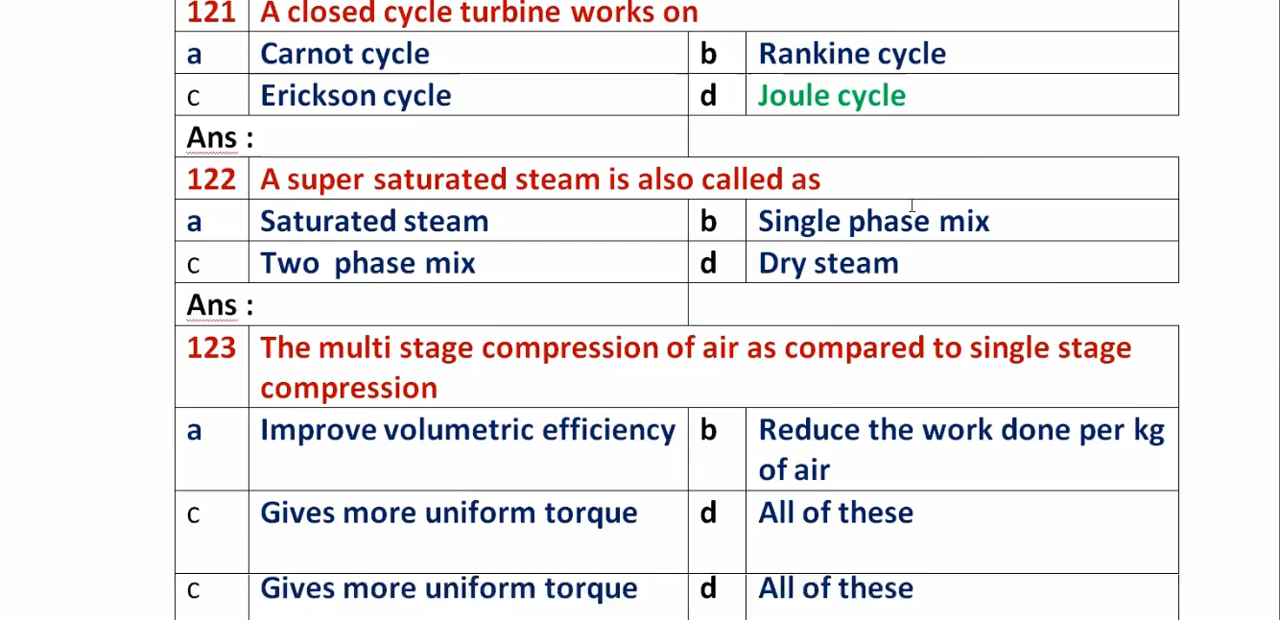 121 A closed cycle turbine works on
a Carnot cycle b Rankine cycle
c Erickson cycle d Joule cycle
Ans :
122 A super saturated steam is also called as
a Saturated steam b Single phase mix
c Two phase mix d Dry steam
Ans :
123 The multi stage compression of air as compared to single stage
compression
a Improve volumetric efficiency b Reduce the work done per kg
of air
c Gives more uniform torque d All of these
c Gives more uniform torque d All of these